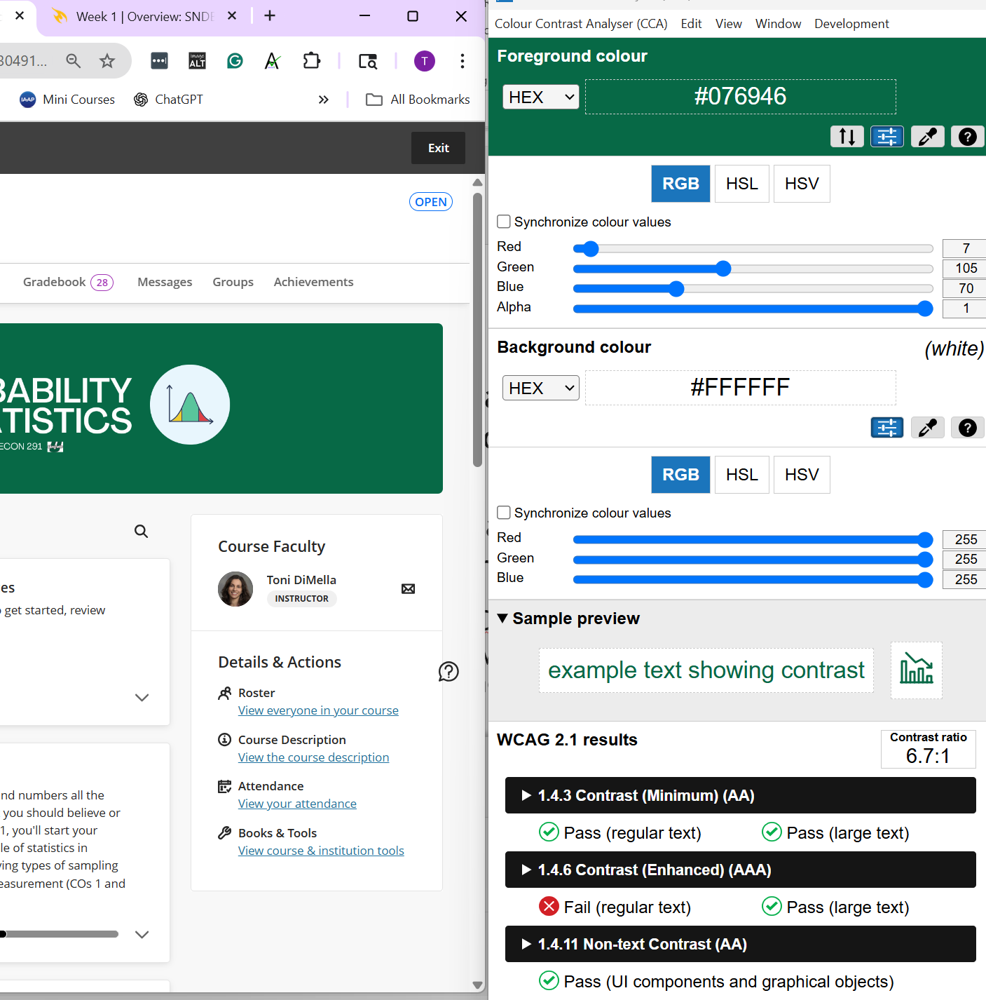 Week 1 | Overview: SNDE
30491...
IAAP Mini Courses
ChatGPT
All Bookmarks
image
ALT
T
Exit
OPEN
Gradebook 28
Messages
Groups
Achievements
BABILITY
TISTICS
ECON 291
es
get started, review
nd numbers all the
you should believe or
1, you'll start your
le of statistics in
ing types of sampling
easurement (COs 1 and
Course Faculty
Toni DiMella
INSTRUCTOR
Details & Actions
Roster
View everyone in your course
Course Description
View the course description
Attendance
View your attendance
Books & Tools
View course & institution tools
Colour Contrast Analyser (CCA) Edit View Window Development
Foreground colour
HEX #076946
RGB HSL HSV
Synchronize colour values
Red 7
Green 105
Blue 70
Alpha 1
Background colour (white)
HEX #FFFFFF
RGB HSL HSV
Synchronize colour values
Red 255
Green 255
Blue 255
Sample preview
example text showing contrast
WCAG 2.1 results
Contrast ratio
6.7:1
1.4.3 Contrast (Minimum) (AA)
Pass (regular text) Pass (large text)
1.4.6 Contrast (Enhanced) (AAA)
Fail (regular text) Pass (large text)
1.4.11 Non-text Contrast (AA)
Pass (UI components and graphical objects)